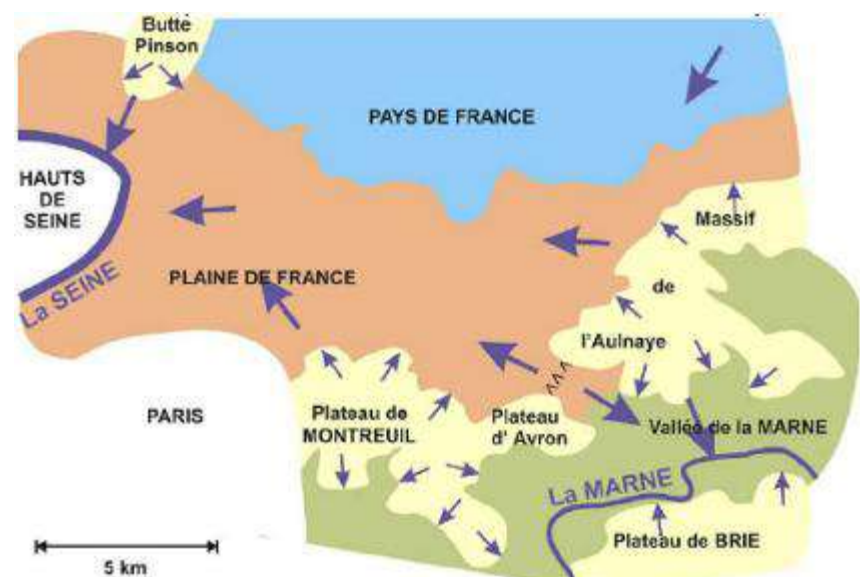 Butte
Pinson
PAYS DE FRANCE
HAUTS
DE
SEINE
Massif
PLAINE DE FRANCE
de
La SEINE
l'Aulnaye
PARIS
Plateau de
MONTREUIL
Plateau
d' Avron
Vallée de la MARNE
La MARNE
Plateau de BRIE
5 km